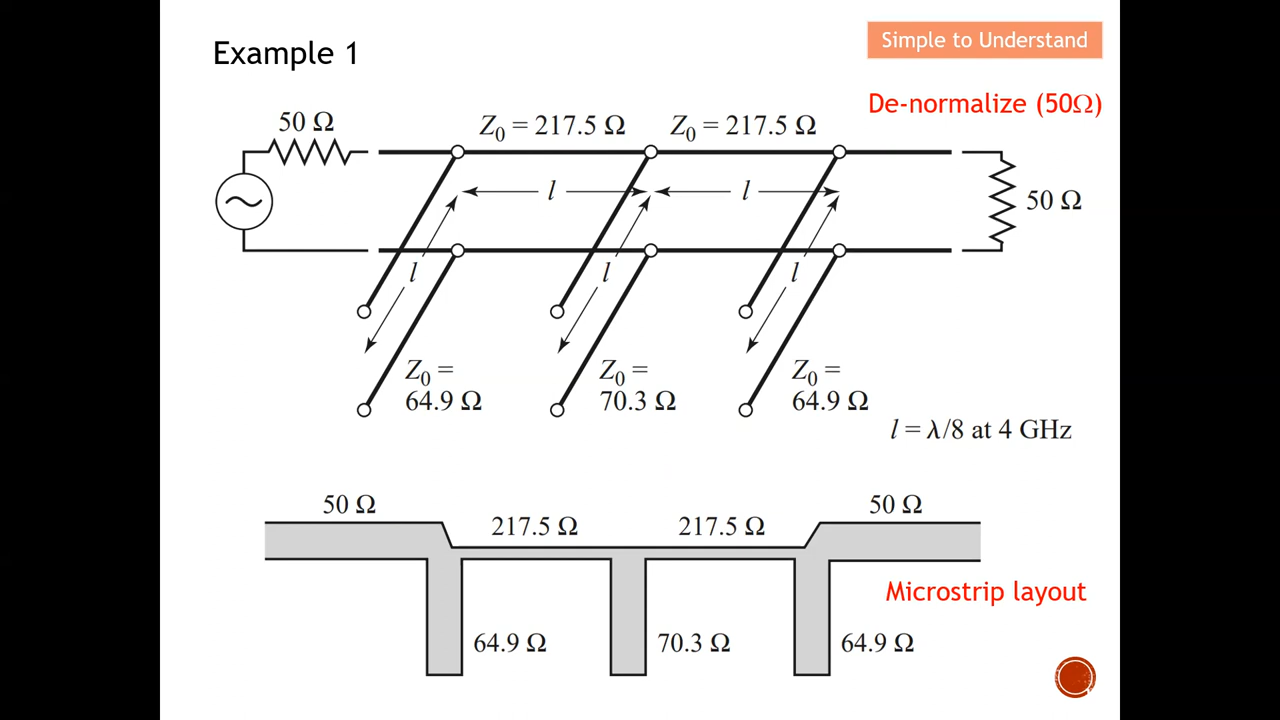 Example 1
Simple to Understand
De-normalize (50Ω)
50 Ω
Z0 = 217.5 Ω
Z0 = 217.5 Ω
l
l
50 Ω
l
l
l
Z0 =
64.9 Ω
Z0 =
70.3 Ω
Z0 =
64.9 Ω
l = λ/8 at 4 GHz
50 Ω
217.5 Ω
217.5 Ω
50 Ω
Microstrip layout
64.9 Ω
70.3 Ω
64.9 Ω